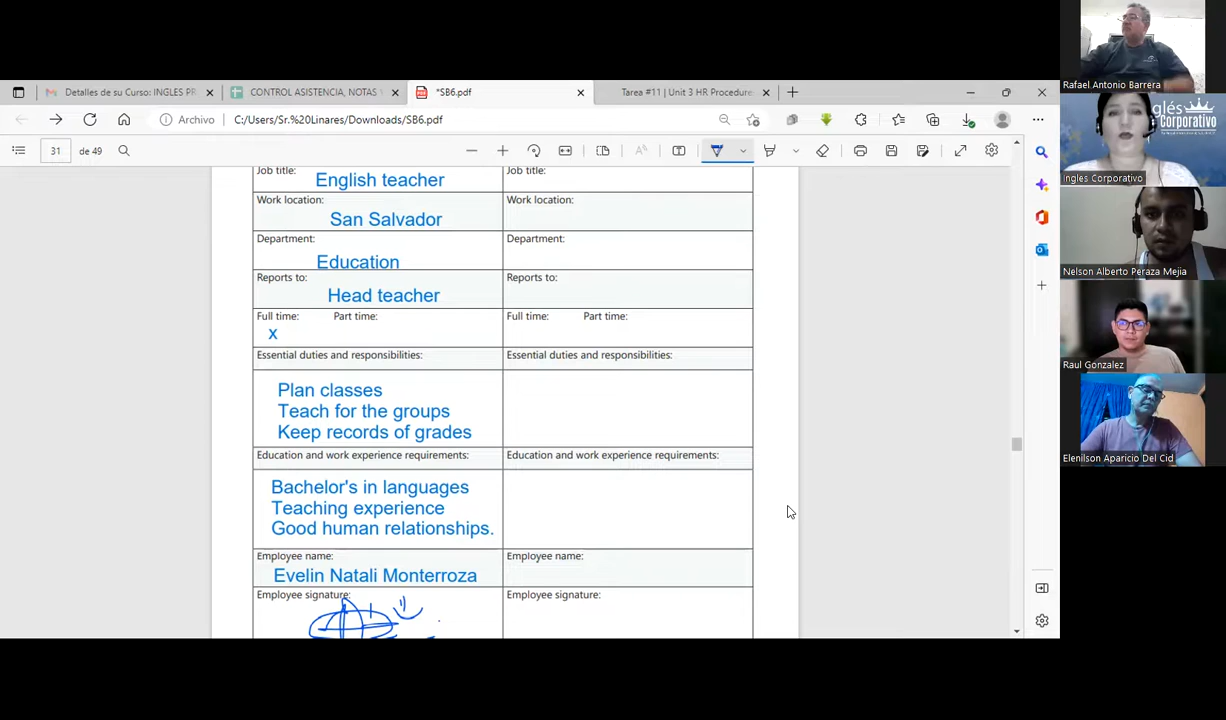 Detalles de su Curso: INGLES PR
CONTROL ASISTENCIA, NOTAS Y
*SB6.pdf
Tarea #11 | Unit 3 HR Procedure
Archivo
C:/Users/Sr.%20Linares/Downloads/SB6.pdf
31 de 49
Job title: English teacher
Job title:
Work location: San Salvador
Work location:
Department: Education
Department:
Reports to: Head teacher
Reports to:
Full time: Part time:
x
Full time: Part time:
Essential duties and responsibilities:
Essential duties and responsibilities:
Plan classes
Teach for the groups
Keep records of grades
Education and work experience requirements:
Education and work experience requirements:
Bachelor's in languages
Teaching experience
Good human relationships.
Employee name:
Evelin Natali Monterroza
Employee name:
Employee signature:
Employee signature:
Rafael Antonio Barrera
glés
Corporativo
Ingles Corporativo
Nelson Alberto Peraza Mejia
Raul Gonzalez
Elenilson Aparicio Del Cid